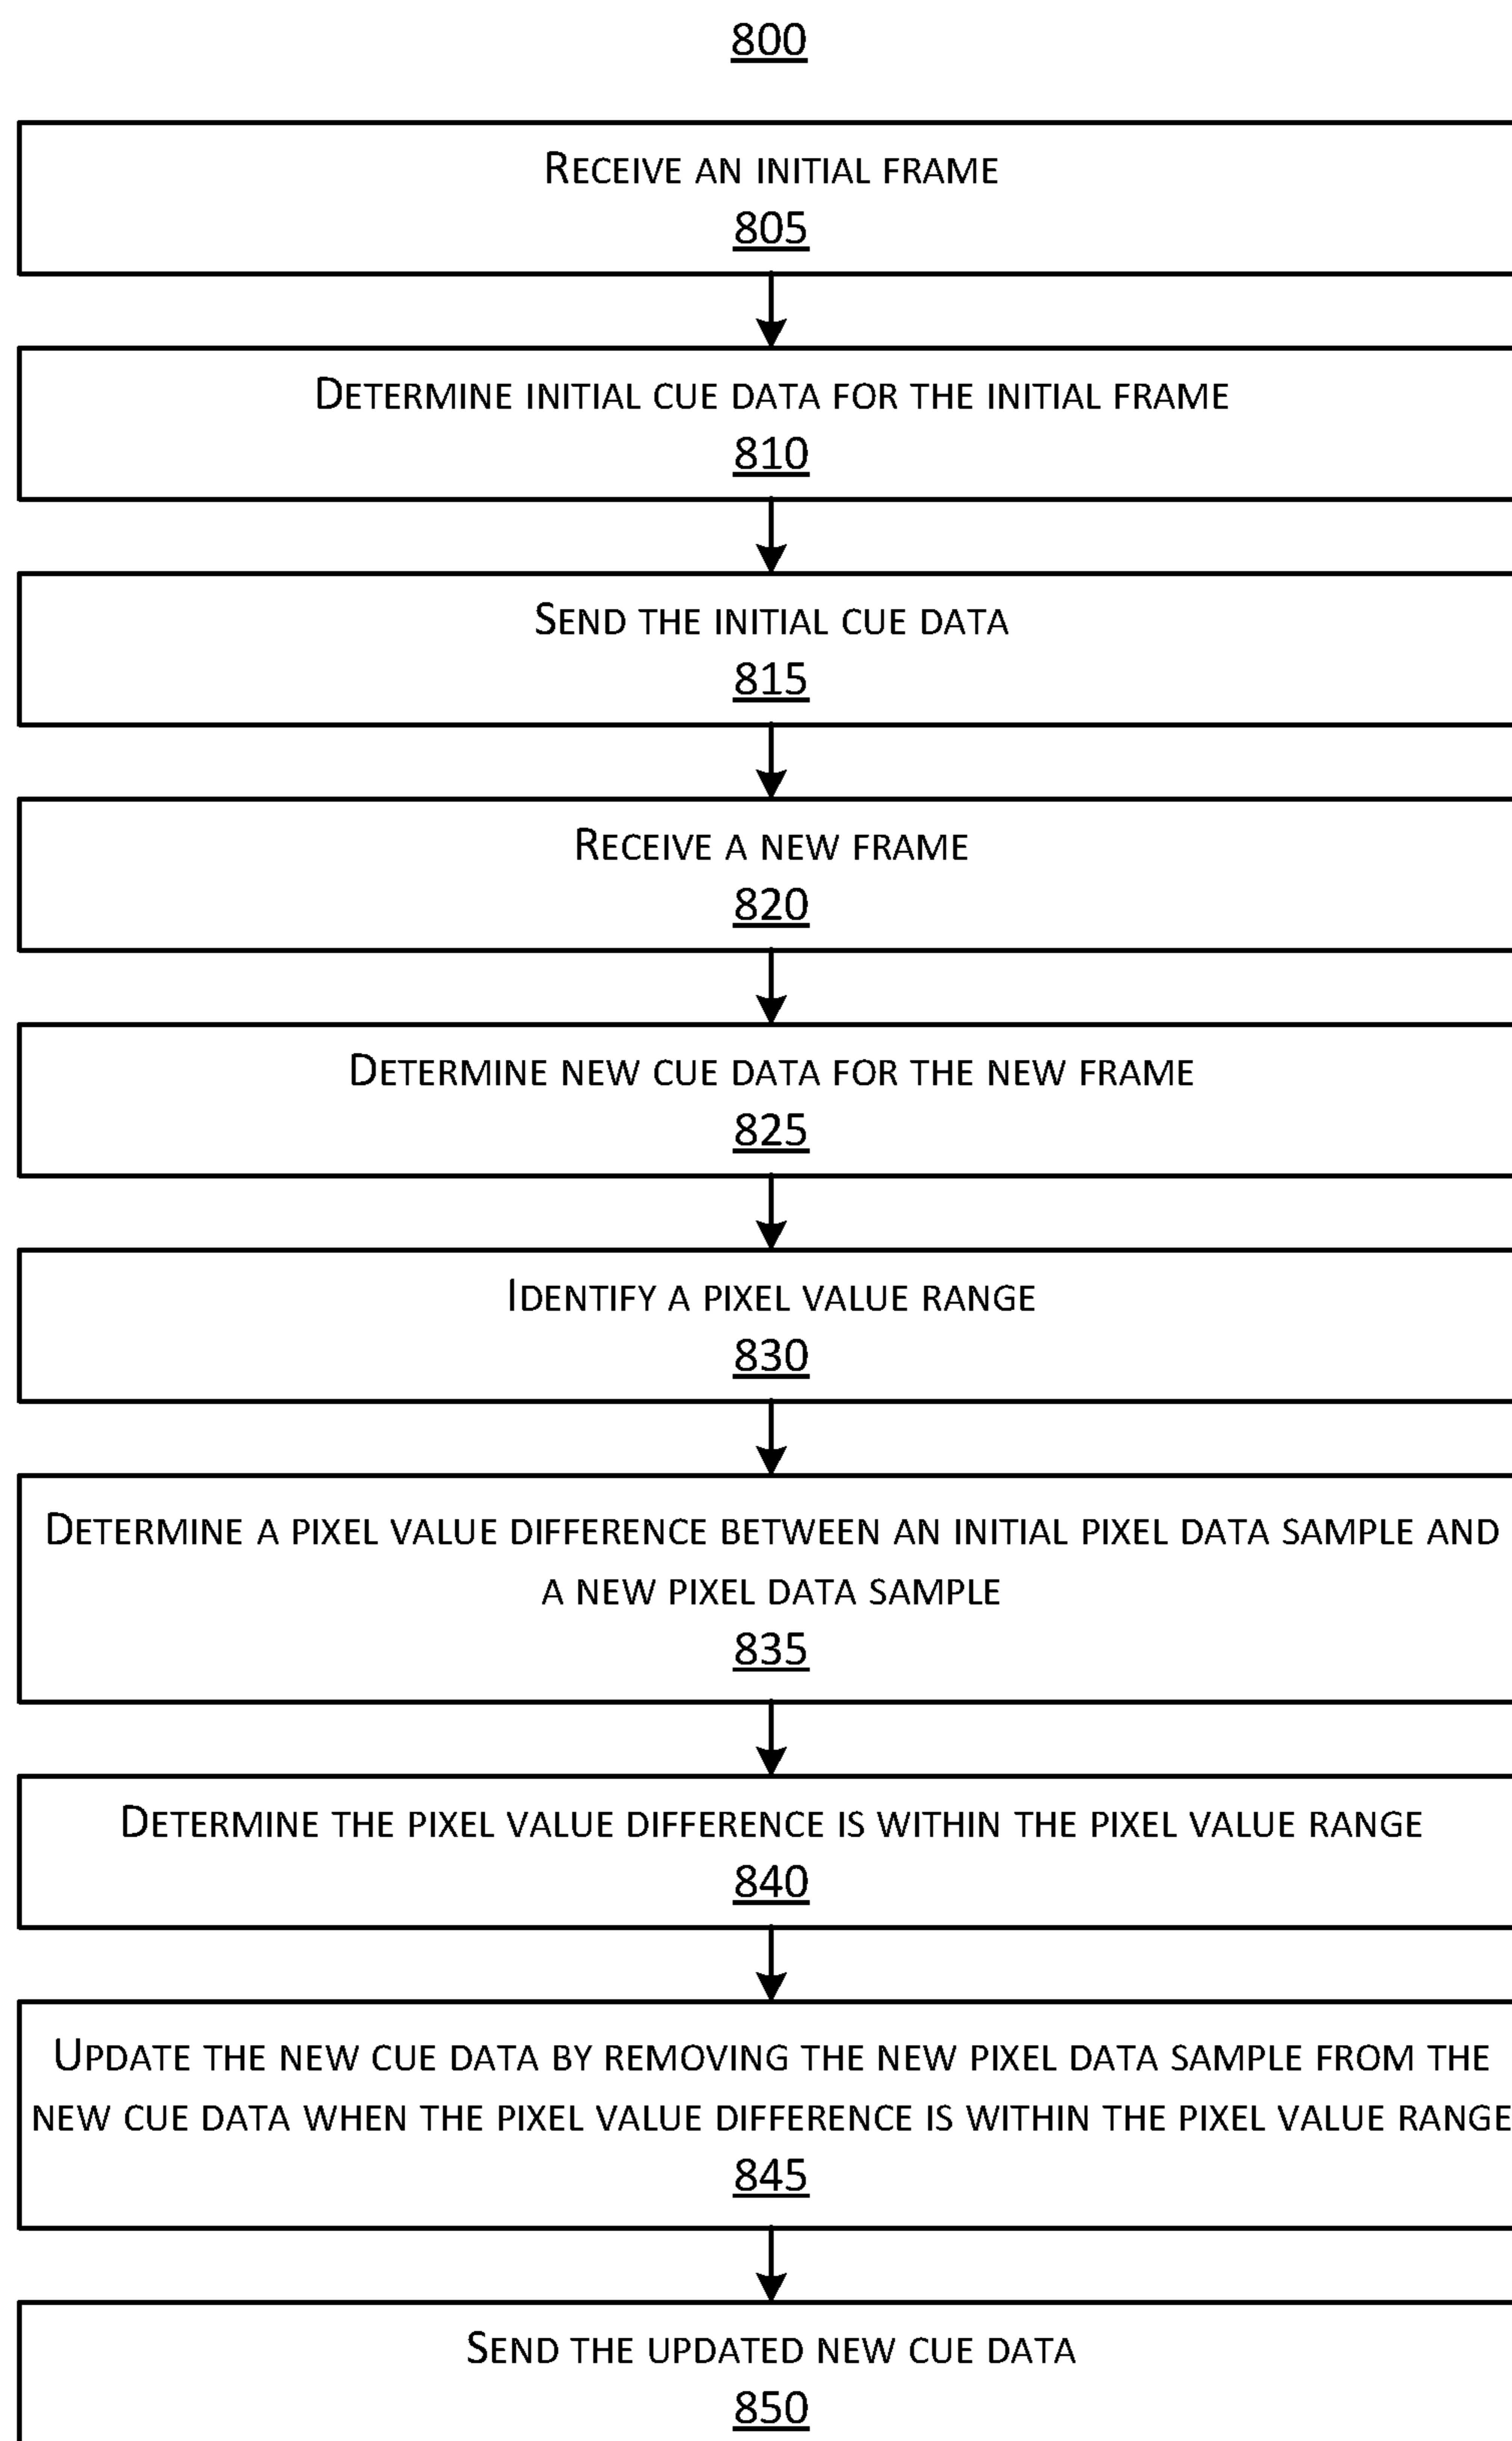 800
RECEIVE AN INITIAL FRAME
805
DETERMINE INITIAL CUE DATA FOR THE INITIAL FRAME
810
SEND THE INITIAL CUE DATA
815
RECEIVE A NEW FRAME
820
DETERMINE NEW CUE DATA FOR THE NEW FRAME
825
IDENTIFY A PIXEL VALUE RANGE
830
DETERMINE A PIXEL VALUE DIFFERENCE BETWEEN AN INITIAL PIXEL DATA SAMPLE AND
A NEW PIXEL DATA SAMPLE
835
DETERMINE THE PIXEL VALUE DIFFERENCE IS WITHIN THE PIXEL VALUE RANGE
840
UPDATE THE NEW CUE DATA BY REMOVING THE NEW PIXEL DATA SAMPLE FROM THE
NEW CUE DATA WHEN THE PIXEL VALUE DIFFERENCE IS WITHIN THE PIXEL VALUE RANGE
845
SEND THE UPDATED NEW CUE DATA
850